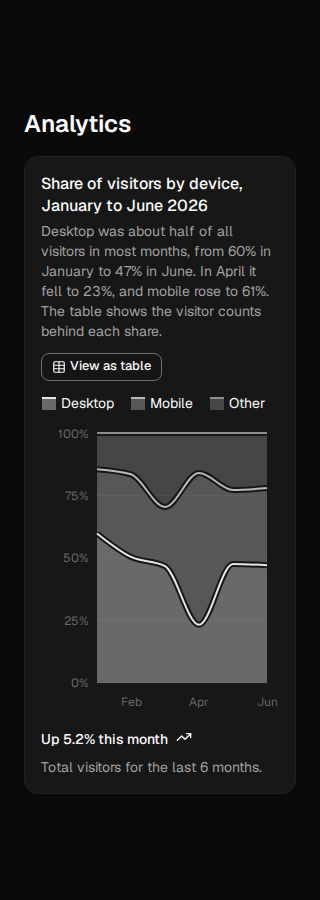 Analytics
Share of visitors by device,
January to June 2026
Desktop was about half of all
visitors in most months, from 60% in
January to 47% in June. In April it
fell to 23%, and mobile rose to 61%.
The table shows the visitor counts
behind each share.
View as table
Desktop Mobile Other
100%
75%
50%
25%
0%
Feb Apr Jun
Up 5.2% this month
Total visitors for the last 6 months.